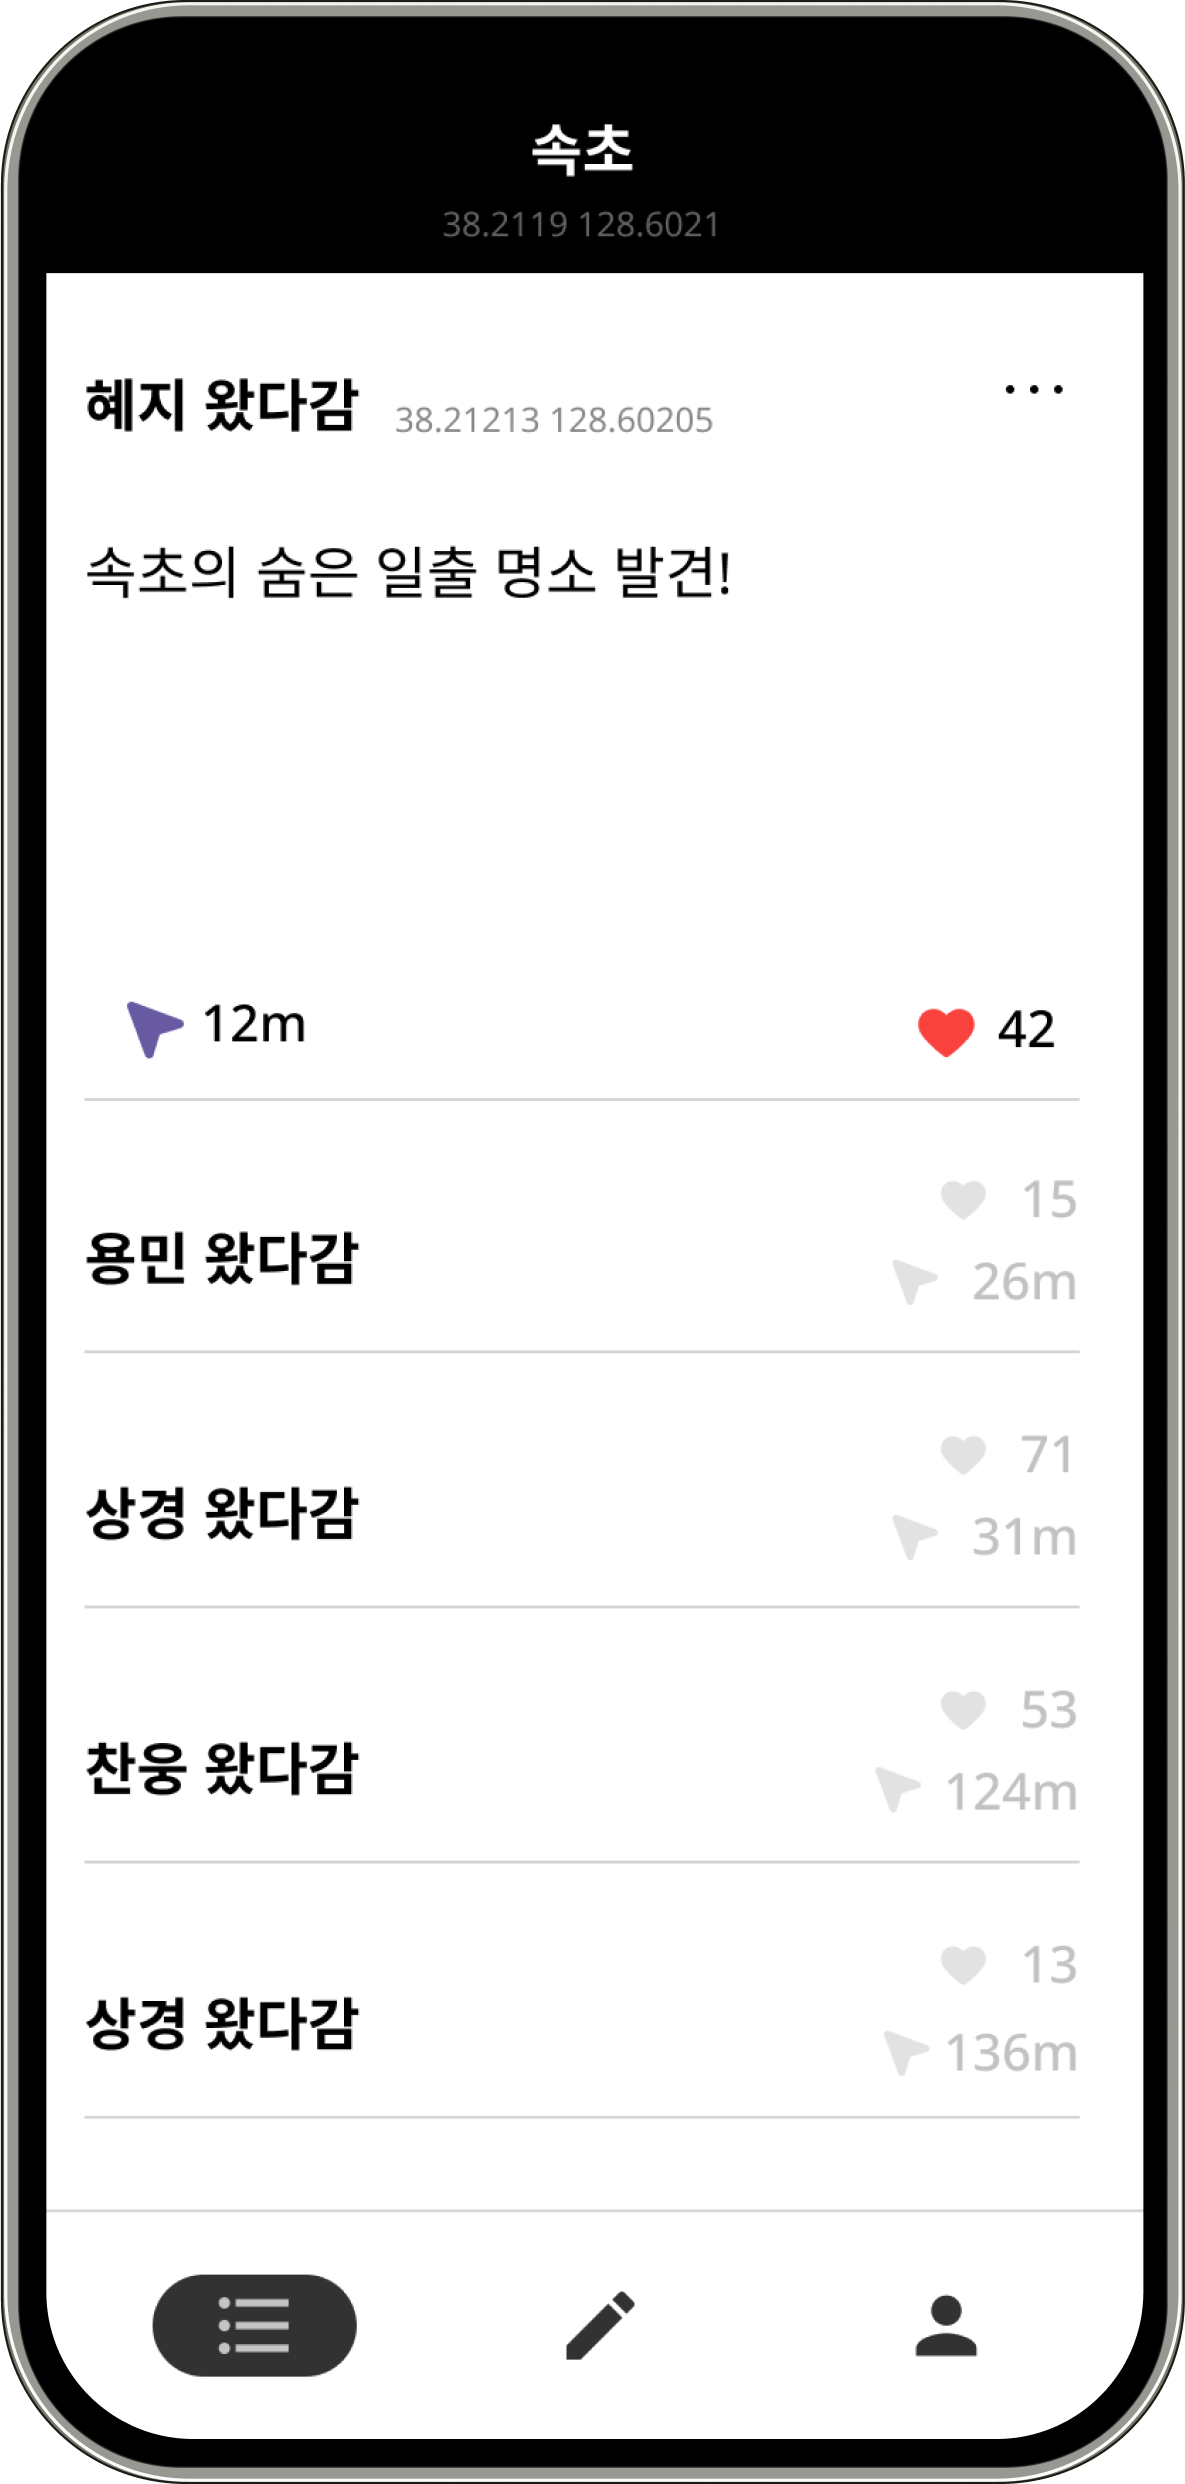 속초
38.2119 128.6021
혜지 왔다감 38.21213 128.60205
속초의 숨은 일출 명소 발견!
12m 42
15
용민 왔다감
26m
71
상경 왔다감
31m
53
찬웅 왔다감
124m
13
상경 왔다감
136m